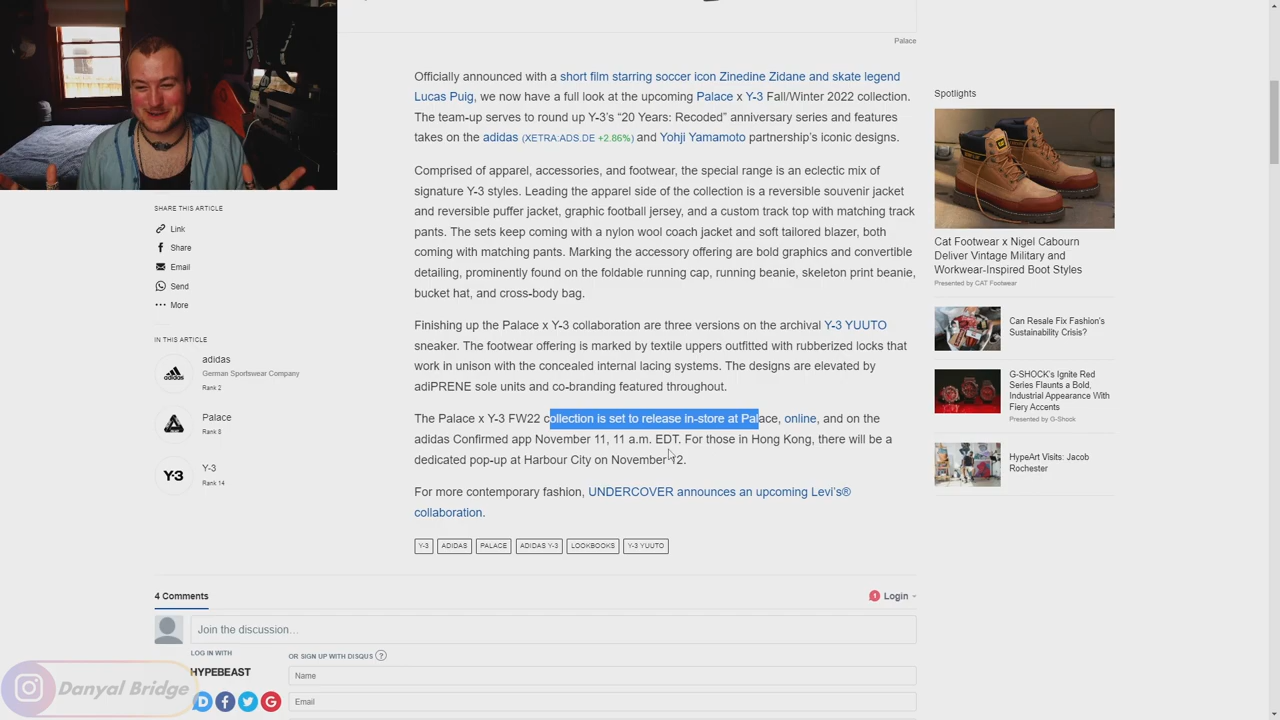 Palace
Officially announced with a short film starring soccer icon Zinedine Zidane and skate legend
Lucas Puig, we now have a full look at the upcoming Palace x Y-3 Fall/Winter 2022 collection.
The team-up serves to round up Y-3's “20 Years: Recoded” anniversary series and features
takes on the adidas (XETRA:ADS.DE +2.86%) and Yohji Yamamoto partnership's iconic designs.
Comprised of apparel, accessories, and footwear, the special range is an eclectic mix of
signature Y-3 styles. Leading the apparel side of the collection is a reversible souvenir jacket
and reversible puffer jacket, graphic football jersey, and a custom track top with matching track
pants. The sets keep coming with a nylon wool coach jacket and soft tailored blazer, both
coming with matching pants. Marking the accessory offering are bold graphics and convertible
detailing, prominently found on the foldable running cap, running beanie, skeleton print beanie,
bucket hat, and cross-body bag.
Finishing up the Palace x Y-3 collaboration are three versions on the archival Y-3 YUUTO
sneaker. The footwear offering is marked by textile uppers outfitted with rubberized locks that
work in unison with the concealed internal lacing systems. The designs are elevated by
adiPRENE sole units and co-branding featured throughout.
The Palace x Y-3 FW22 collection is set to release in-store at Palace, online, and on the
adidas Confirmed app November 11, 11 a.m. EDT. For those in Hong Kong, there will be a
dedicated pop-up at Harbour City on November 12.
For more contemporary fashion, UNDERCOVER announces an upcoming Levi's®
collaboration.
Y-3 ADIDAS PALACE ADIDAS Y-3 LOOKBOOKS Y-3 YUUTO
SHARE THIS ARTICLE
Link
Share
Email
Send
More
IN THIS ARTICLE
adidas
adidas
German Sportswear Company
Rank 2
Palace
Rank 8
Y-3
Y-3
Rank 14
Spotlights
Cat Footwear x Nigel Cabourn
Deliver Vintage Military and
Workwear-Inspired Boot Styles
Presented by CAT Footwear
Can Resale Fix Fashion's
Sustainability Crisis?
G-SHOCK's Ignite Red
Series Flaunts a Bold,
Industrial Appearance With
Fiery Accents
Presented by G-Shock
HypeArt Visits: Jacob
Rochester
4 Comments
1 Login
Join the discussion...
LOG IN WITH
HYPEBEAST
OR SIGN UP WITH DISQUS ?
Name
Email
D
f
G
Danyal Bridge